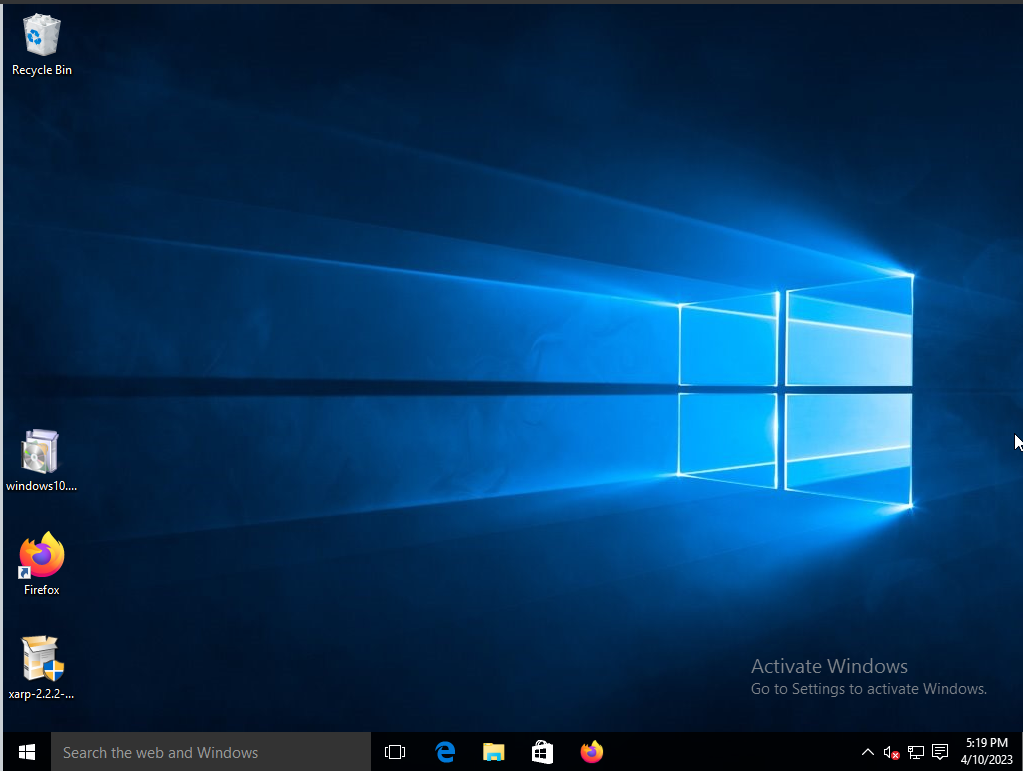 Recycle Bin
windows10....
Firefox
xarp-2.2.2-...
Activate Windows
Go to Settings to activate Windows.
Search the web and Windows
5:19 PM
4/10/2023